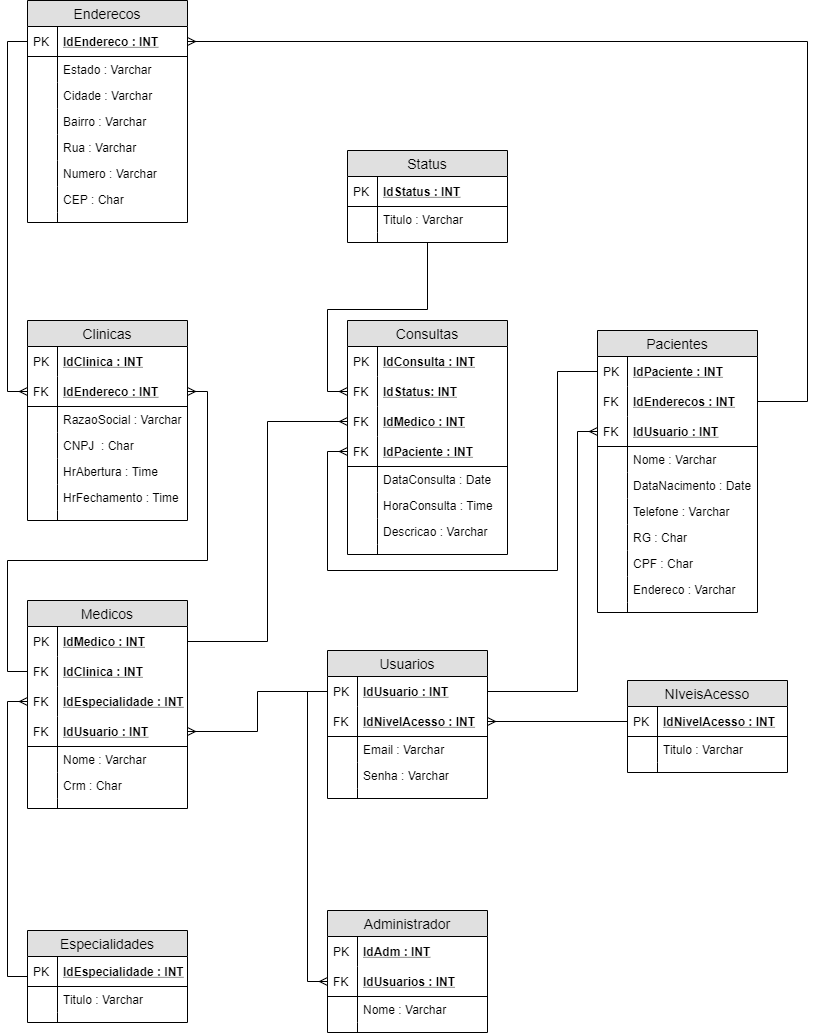 Enderecos
PK IdEndereco : INT
Estado : Varchar
Cidade : Varchar
Bairro : Varchar
Rua : Varchar
Numero : Varchar
CEP : Char
Status
PK IdStatus : INT
Titulo : Varchar
Clinicas
PK IdClinica : INT
FK IdEndereco : INT
RazaoSocial : Varchar
CNPJ : Char
HrAbertura : Time
HrFechamento : Time
Consultas
PK IdConsulta : INT
FK IdStatus: INT
FK IdMedico : INT
FK IdPaciente : INT
DataConsulta : Date
HoraConsulta : Time
Descricao : Varchar
Pacientes
PK IdPaciente : INT
FK IdEnderecos : INT
FK IdUsuario : INT
Nome : Varchar
DataNacimento : Date
Telefone : Varchar
RG : Char
CPF : Char
Endereco : Varchar
Medicos
PK IdMedico : INT
FK IdClinica : INT
FK IdEspecialidade : INT
FK IdUsuario : INT
Nome : Varchar
Crm : Char
Usuarios
PK IdUsuario : INT
FK IdNivelAcesso : INT
Email : Varchar
Senha : Varchar
NIveisAcesso
PK IdNivelAcesso : INT
Titulo : Varchar
Especialidades
PK IdEspecialidade : INT
Titulo : Varchar
Administrador
PK IdAdm : INT
FK IdUsuarios : INT
Nome : Varchar